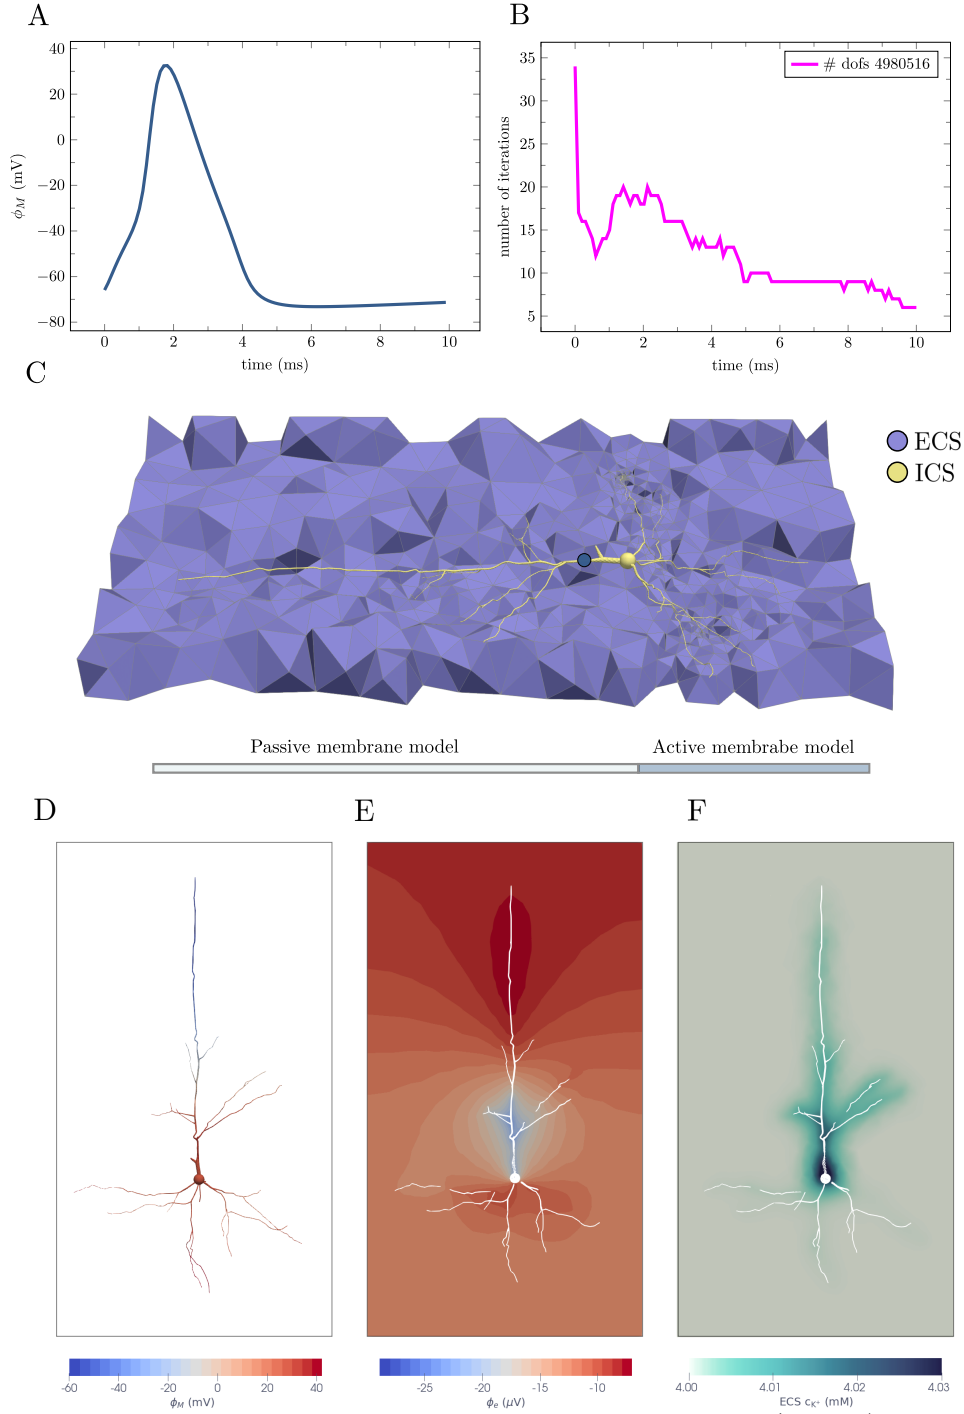 A
B
40
20
0
−20
−40
−60
−80
ϕM (mV)
0 2 4 6 8 10
time (ms)
35
30
25
20
15
10
5
number of iterations
# dofs 4980516
0 2 4 6 8 10
time (ms)
C
ECS
ICS
Passive membrane model
Active membrabe model
D
E
F
-60 -40 -20 0 20 40
ϕM (mV)
-25 -20 -15 -10
ϕe (μV)
4.00 4.01 4.02 4.03
ECS cK+ (mM)